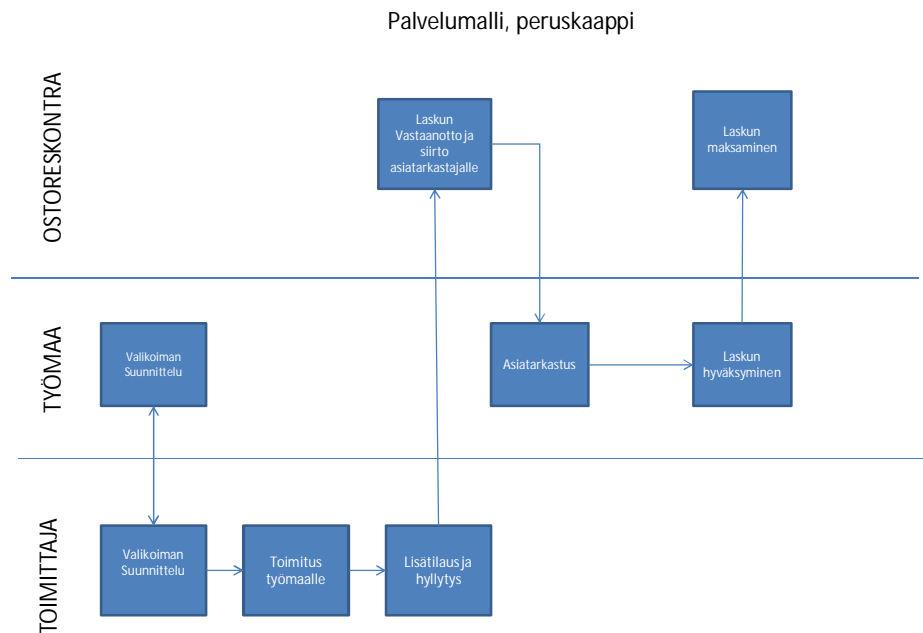 Palvelumalli, peruskaappi
OSTORESKONTRA
Laskun
Vastaanotto ja
siirto
asiatarkastajalle
Laskun
maksaminen
TYÖMAA
Valikoiman
Suunnittelu
Asiatarkastus
Laskun
hyväksyminen
TOIMITTAJA
Valikoiman
Suunnittelu
Toimitus
työmaalle
Lisätilaus ja
hyllytys